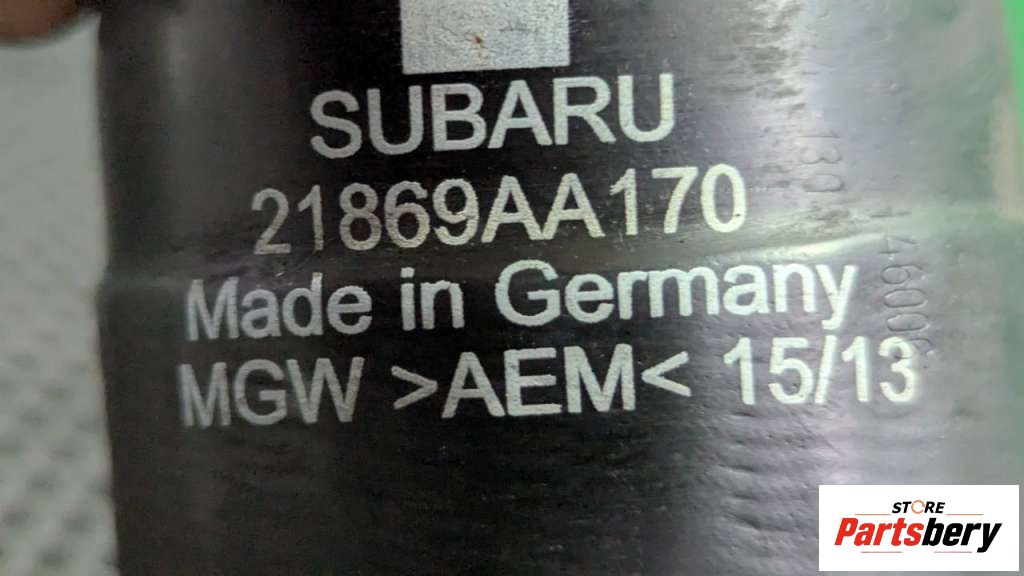 SUBARU
21869AA170
Made in Germany
MGW >AEM< 15/13
STORE
Partsbery